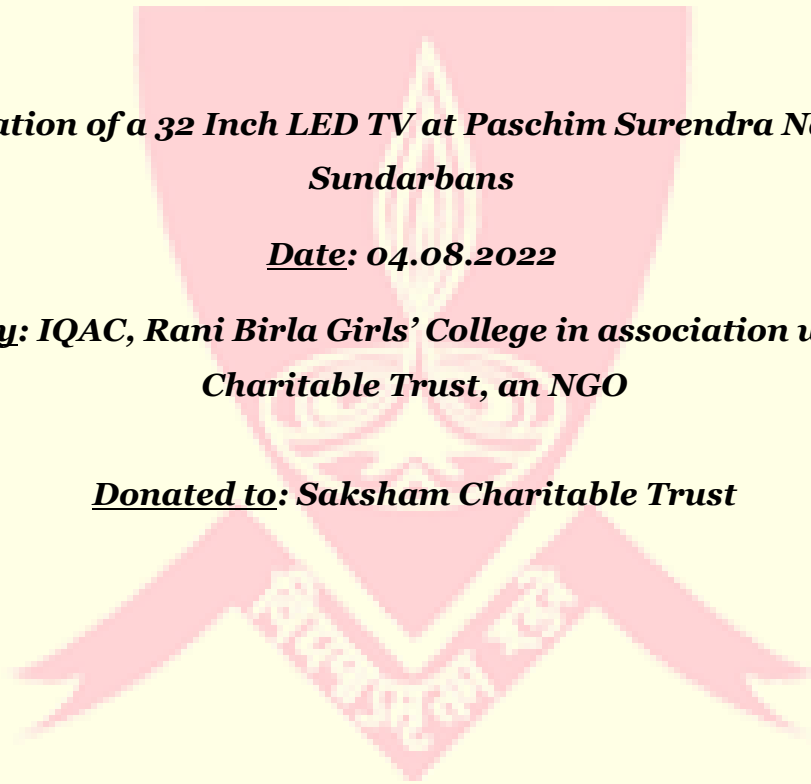 ation of a 32 Inch LED TV at Paschim Surendra
Sundarbans
Date: 04.08.2022
y: IQAC, Rani Birla Girls’ College in association
Charitable Trust, an NGO
Donated to: Saksham Charitable Trust